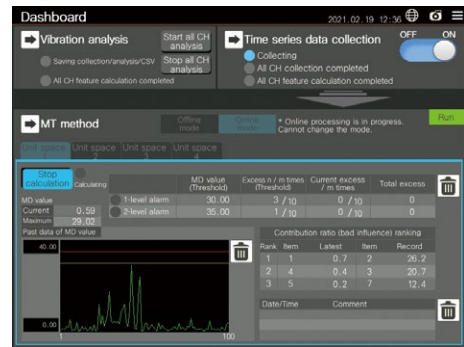 Dashboard
2021.02.19 12:36
Vibration analysis
Start all CH analysis
Saving collection/analysis/CSV
Stop all CH analysis
All CH feature calculation completed
Time series data collection
OFF ON
Collecting
All CH collection completed
All CH feature calculation completed
MT method
Offline mode
Online mode
* Online processing is in progress.
Cannot change the mode.
Run
Unit space 1
Unit space 2
Unit space 3
Unit space 4
Stop calculation
Calculating
MD value (Threshold)
Excess n / m times (Threshold)
Current excess / m times
Total excess
1-level alarm 30.00 3 / 10 0 / 10 0
2-level alarm 35.00 1 / 10 0 / 10 0
MD value
Current 0.59
Maximum 29.02
Past data of MD value
40.00
0.00
100
Contribution ratio (bad influence) ranking
Rank Item Latest Item Record
1 1 0.7 2 26.2
2 4 0.4 3 20.7
3 5 0.2 7 12.4
Date/Time Comment